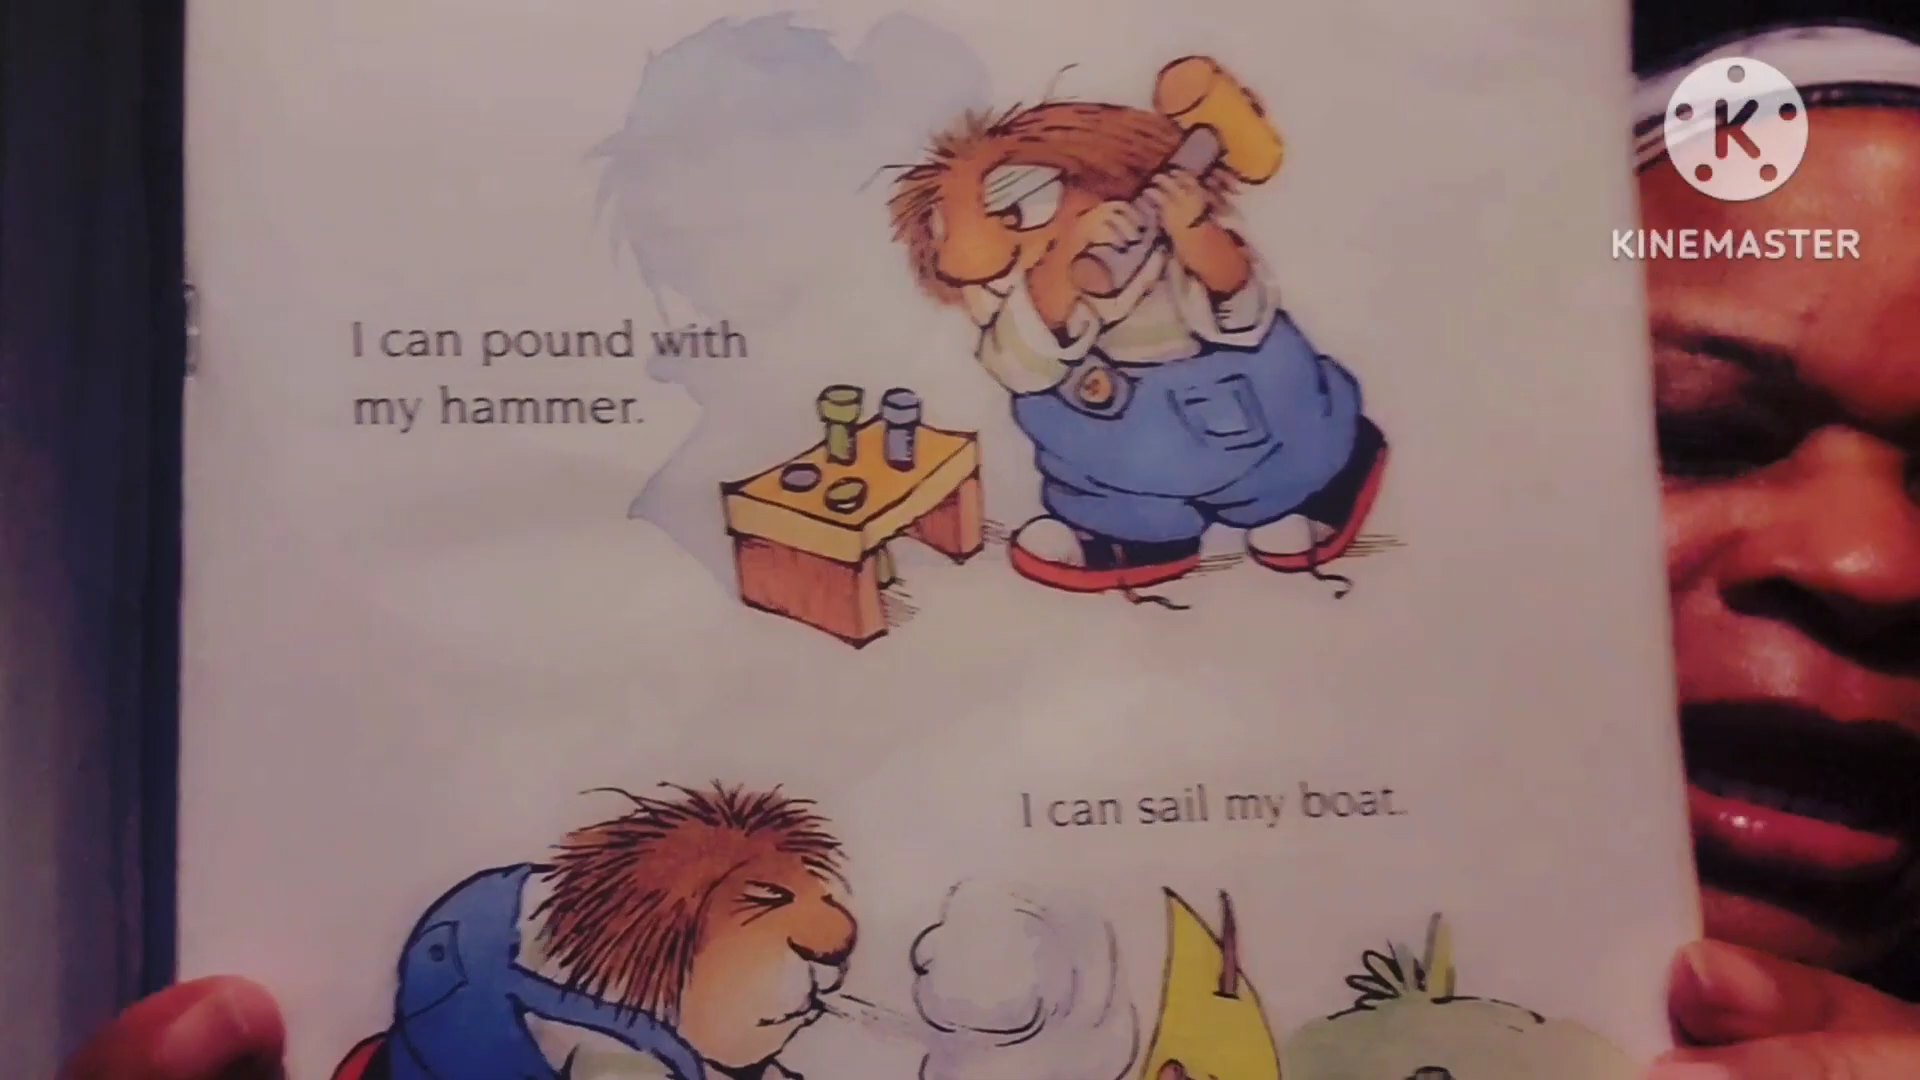 I can pound with
my hammer.
I can sail my boat.
K
KINEMASTER